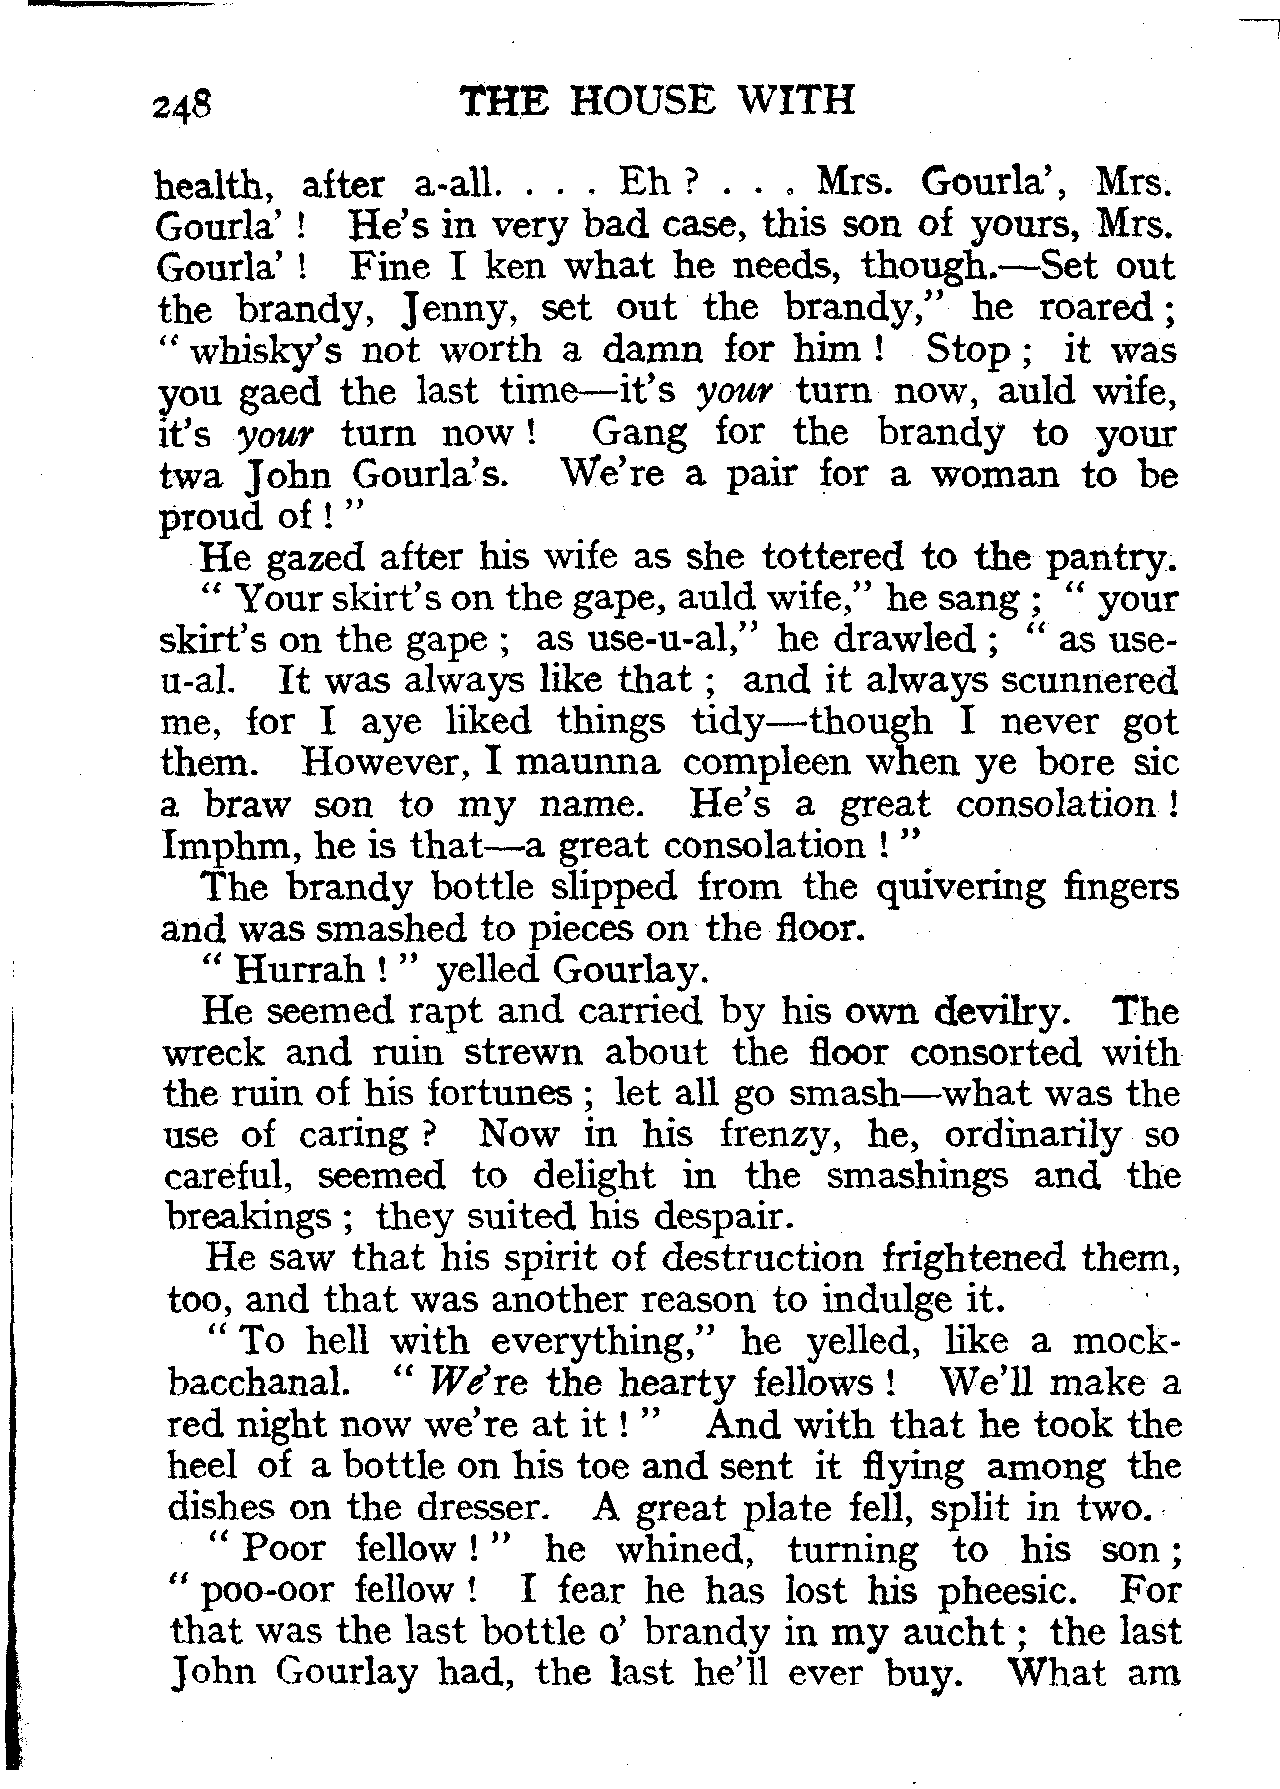 248 THE HOUSE WITH
health, after a-all. . . . Eh ? . . . Mrs. Gourla', Mrs.
Gourla' ! He's in very bad case, this son of yours, Mrs.
Gourla' ! Fine I ken what he needs, though.—Set out
the brandy, Jenny, set out the brandy," he roared ;
" whisky's not worth a damn for him ! Stop ; it was
you gaed the last time—it's your turn now, auld wife,
it's your turn now ! Gang for the brandy to your
twa John Gourla's. We're a pair for a woman to be
proud of ! "
He gazed after his wife as she tottered to the pantry.
" Your skirt's on the gape, auld wife," he sang ; " your
skirt's on the gape ; as use-u-al," he drawled ; " as use-
u-al. It was always like that ; and it always scunnered
me, for I aye liked things tidy—though I never got
them. However, I maunna compleen when ye bore sic
a braw son to my name. He's a great consolation !
Imphm, he is that—a great consolation ! "
The brandy bottle slipped from the quivering fingers
and was smashed to pieces on the floor.
" Hurrah ! " yelled Gourlay.
He seemed rapt and carried by his own devilry. The
wreck and ruin strewn about the floor consorted with
the ruin of his fortunes ; let all go smash—what was the
use of caring ? Now in his frenzy, he, ordinarily so
careful, seemed to delight in the smashings and the
breakings ; they suited his despair.
He saw that his spirit of destruction frightened them,
too, and that was another reason to indulge it.
" To hell with everything," he yelled, like a mock-
bacchanal. " We're the hearty fellows ! We'll make a
red night now we're at it ! " And with that he took the
heel of a bottle on his toe and sent it flying among the
dishes on the dresser. A great plate fell, split in two.
" Poor fellow ! " he whined, turning to his son ;
" poo-oor fellow ! I fear he has lost his pheesic. For
that was the last bottle o' brandy in my aucht ; the last
John Gourlay had, the last he'll ever buy. What am